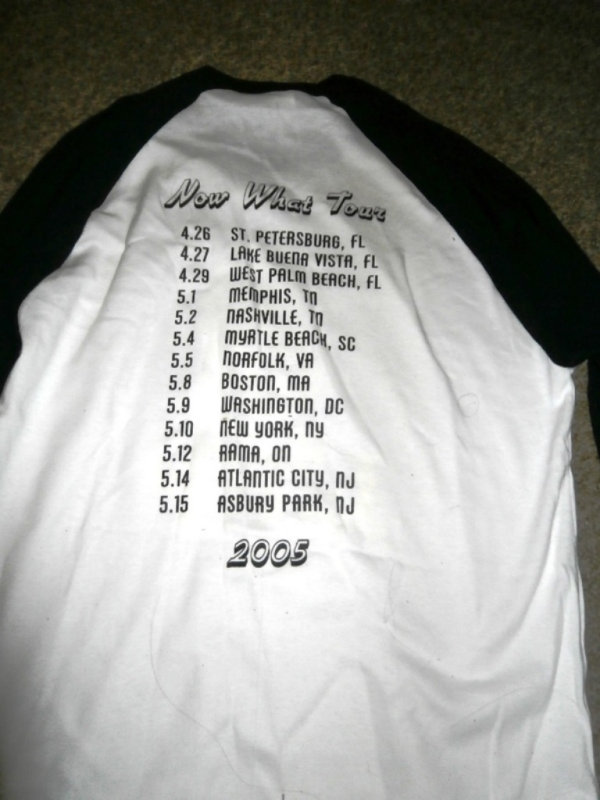 Now What Tour
4.26 ST. PETERSBURG, FL
4.27 LAKE BUENA VISTA, FL
4.29 WEST PALM BEACH, FL
5.1 MEMPHIS, TN
5.2 NASHVILLE, TN
5.4 MYRTLE BEACH, SC
5.5 NORFOLK, VA
5.8 BOSTON, MA
5.9 WASHINGTON, DC
5.10 NEW YORK, NY
5.12 RAMA, ON
5.14 ATLANTIC CITY, NJ
5.15 ASBURY PARK, NJ
2005